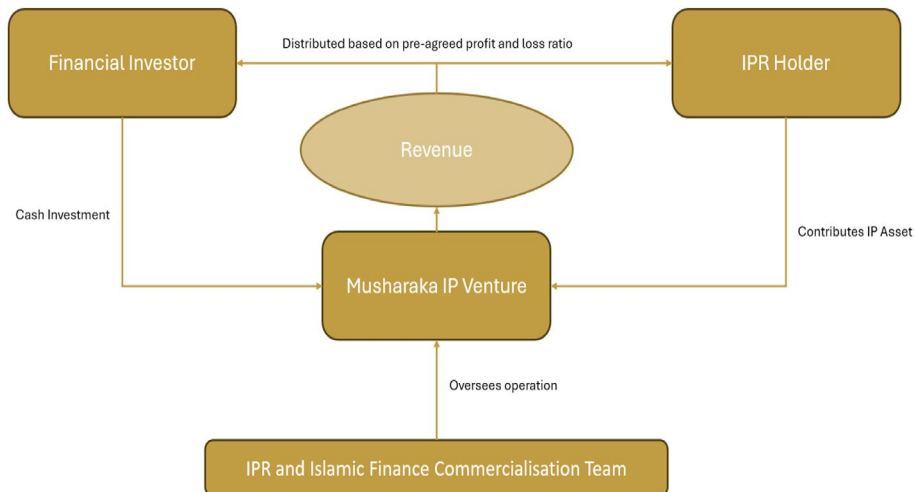 Financial Investor
Distributed based on pre-agreed profit and loss ratio
IPR Holder
Revenue
Cash Investment
Contributes IP Asset
Musharaka IP Venture
Oversees operation
IPR and Islamic Finance Commercialisation Team